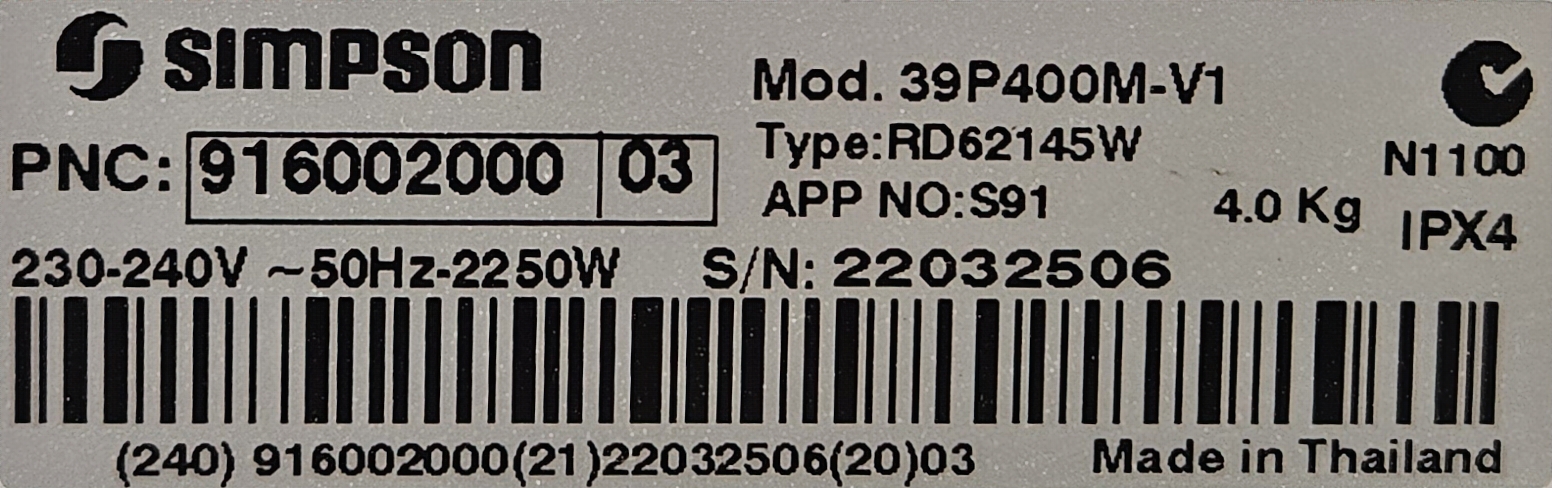 SIMPSON
Mod. 39P400M-V1
PNC: 916002000 03
Type:RD62145W
N1100
APP NO:S91 4.0 Kg
IPX4
230-240V ~50Hz-2250W S/N: 22032506
(240) 916002000(21)22032506(20)03 Made in Thailand